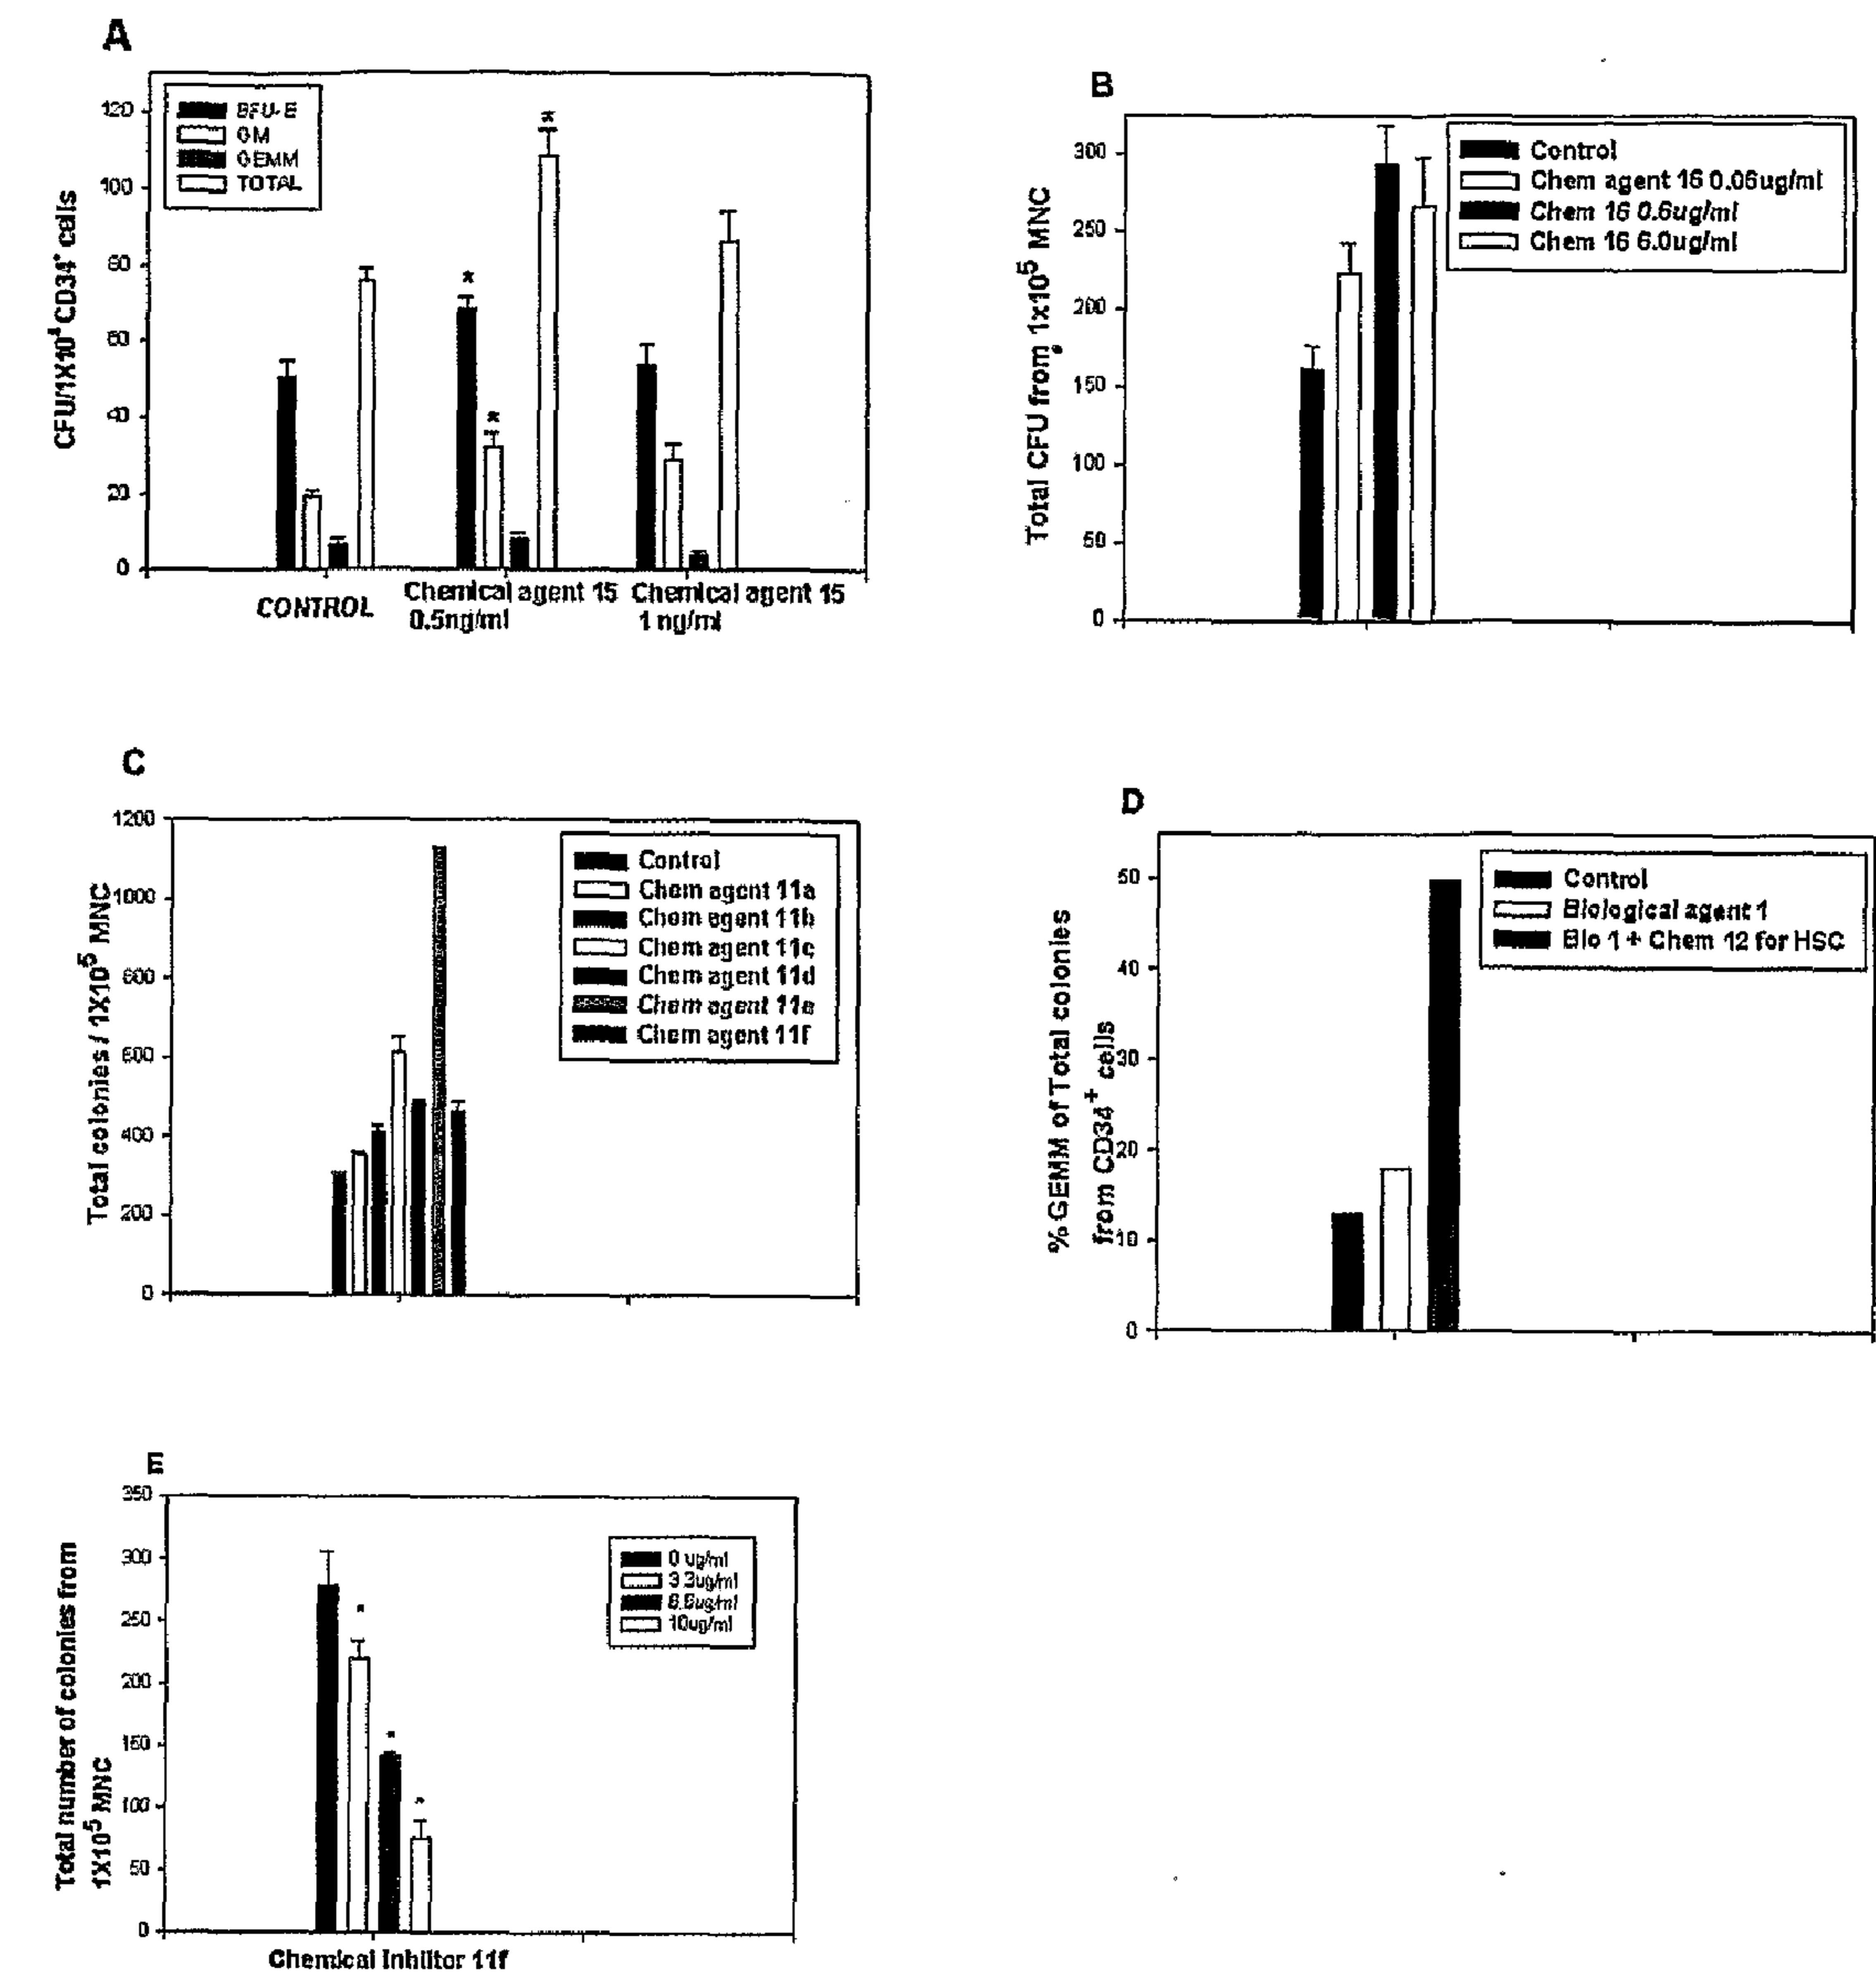 A
120
100
80
60
40
20
0
CFU/1X10⁴ CD34⁺ cells
BFU-E
GM
GEMM
TOTAL
*
*
*
CONTROL
Chemical agent 15
0.5ng/ml
Chemical agent 15
1 ng/ml
B
300
250
200
150
100
50
0
Total CFU from 1x10⁵ MNC
Control
Chem agent 16 0.06ug/ml
Chem 16 0.6ug/ml
Chem 16 6.0ug/ml
C
1200
1000
800
600
400
200
0
Total colonies / 1X10⁵ MNC
Control
Chem agent 11a
Chem agent 11b
Chem agent 11c
Chem agent 11d
Chem agent 11e
Chem agent 11f
D
50
40
30
20
10
0
% GEMM of Total colonies
from CD34⁺ cells
Control
Biological agent 1
Bio 1 + Chem 12 for HSC
E
350
300
250
200
150
100
50
0
Total number of colonies from
1X10⁵ MNC
0 ug/ml
3.3ug/ml
6.6ug/ml
10ug/ml
*
*
*
Chemical Inhibitor 11f